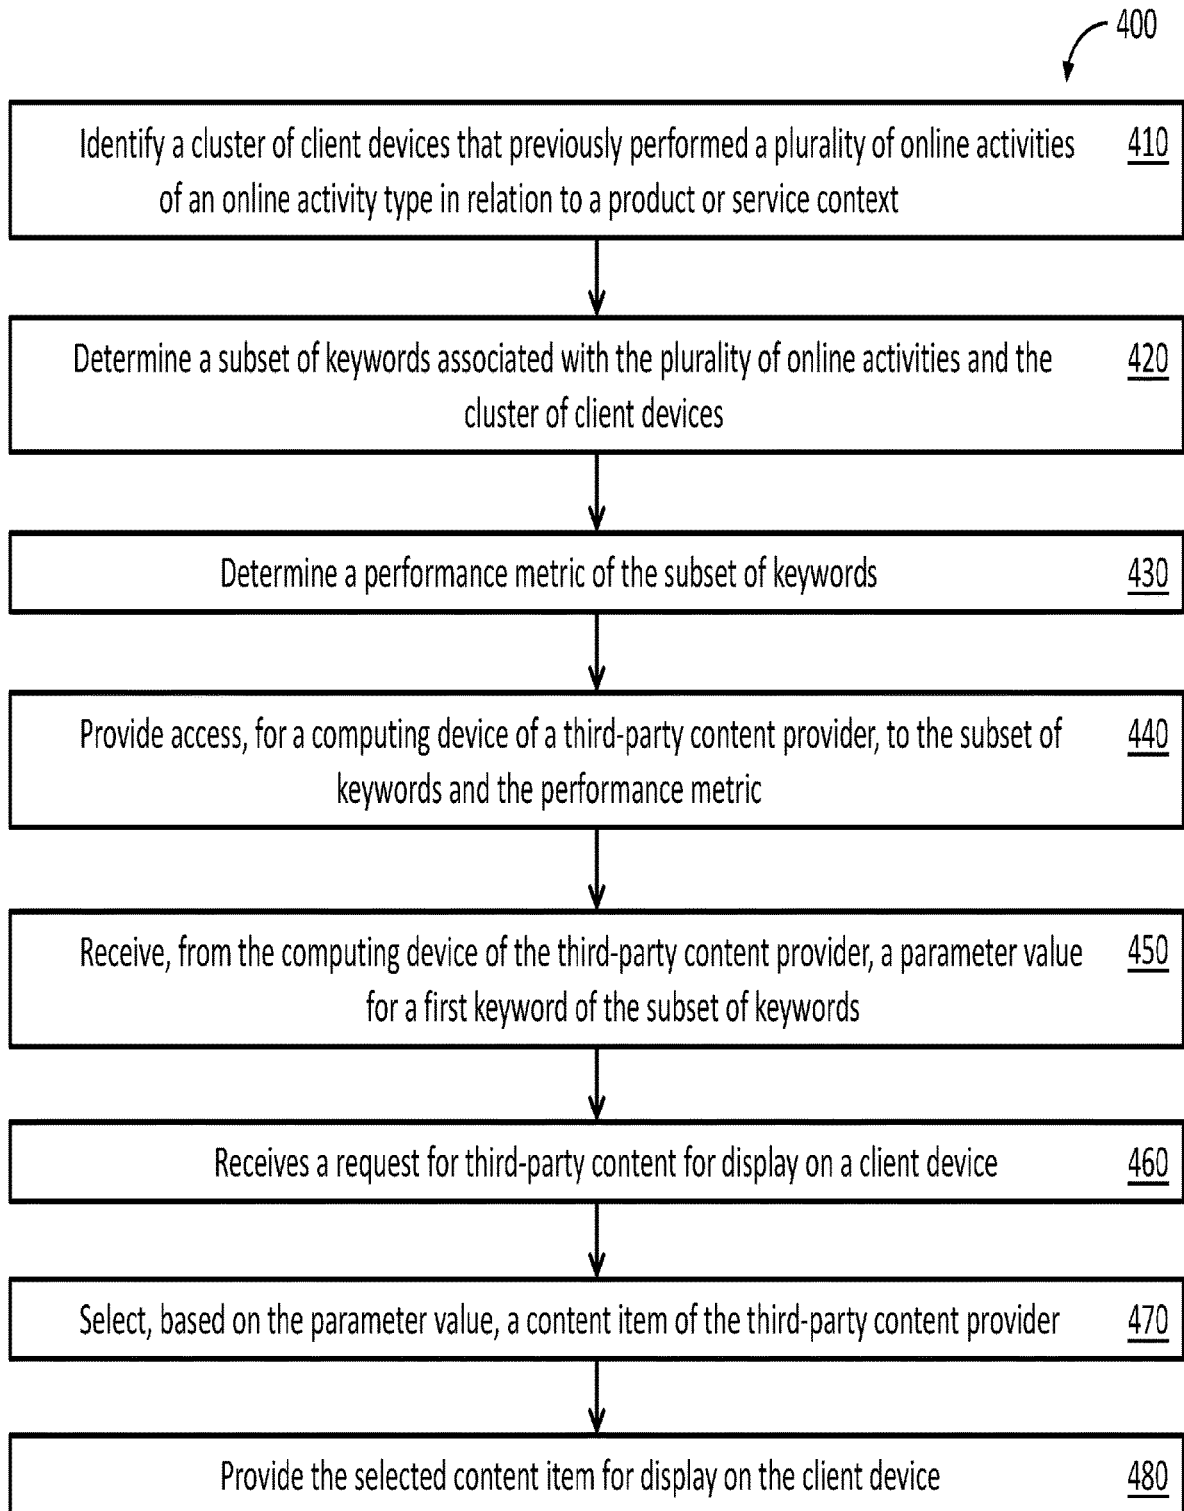 400
Identify a cluster of client devices that previously performed a plurality of online activities 410
of an online activity type in relation to a product or service context
Determine a subset of keywords associated with the plurality of online activities and the 420
cluster of client devices
Determine a performance metric of the subset of keywords 430
Provide access, for a computing device of a third-party content provider, to the subset of 440
keywords and the performance metric
Receive, from the computing device of the third-party content provider, a parameter value 450
for a first keyword of the subset of keywords
Receives a request for third-party content for display on a client device 460
Select, based on the parameter value, a content item of the third-party content provider 470
Provide the selected content item for display on the client device 480